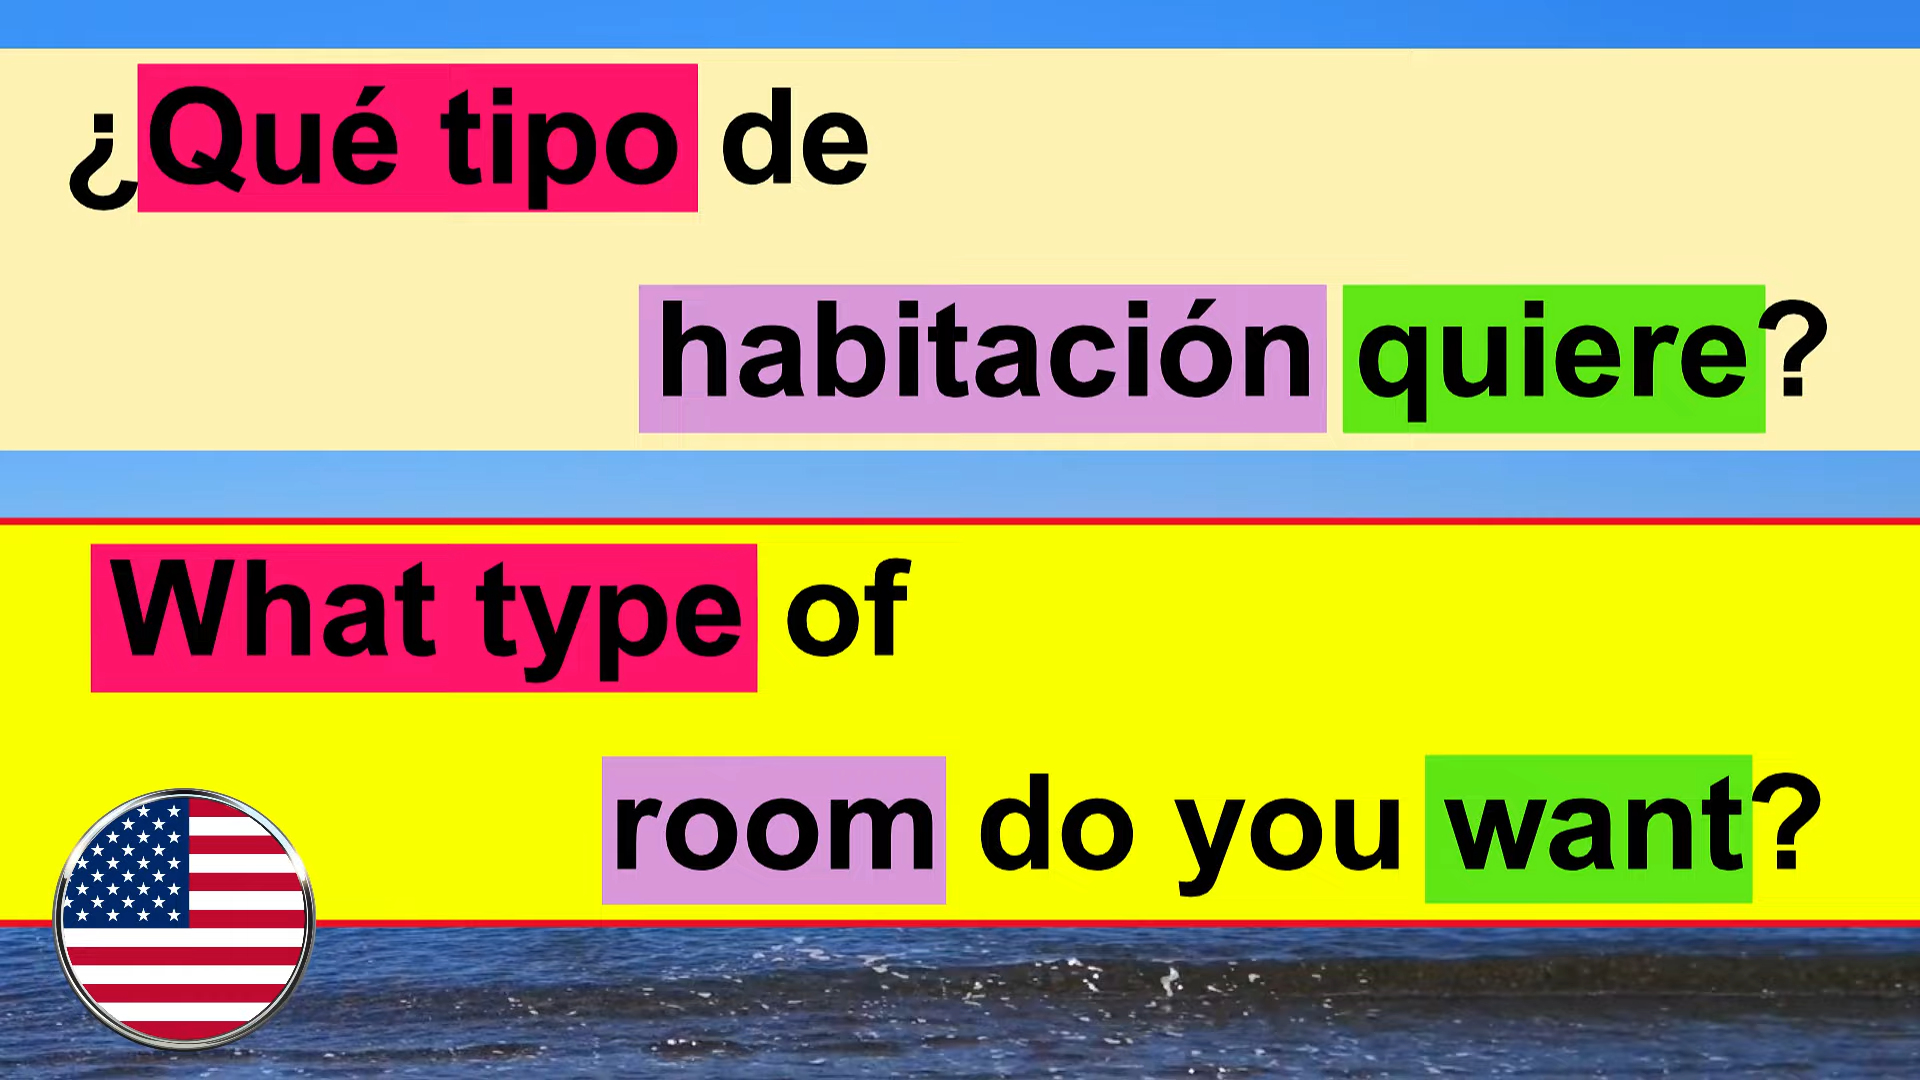 ¿Qué tipo de
habitación quiere?
What type of
room do you want?